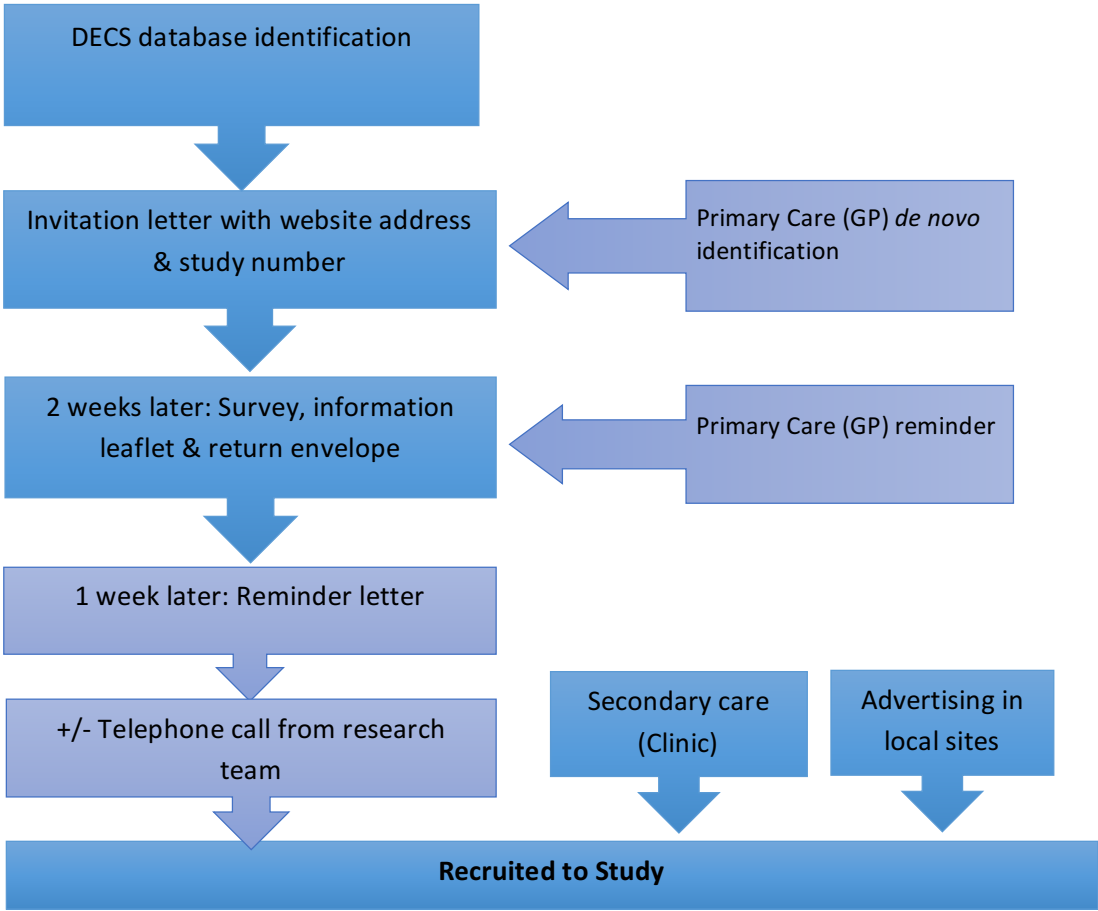 DECS database identification
Invitation letter with website address
& study number
Primary Care (GP) de novo
identification
2 weeks later: Survey, information
leaflet & return envelope
Primary Care (GP) reminder
1 week later: Reminder letter
+/- Telephone call from research
team
Secondary care
(Clinic)
Advertising in
local sites
Recruited to Study